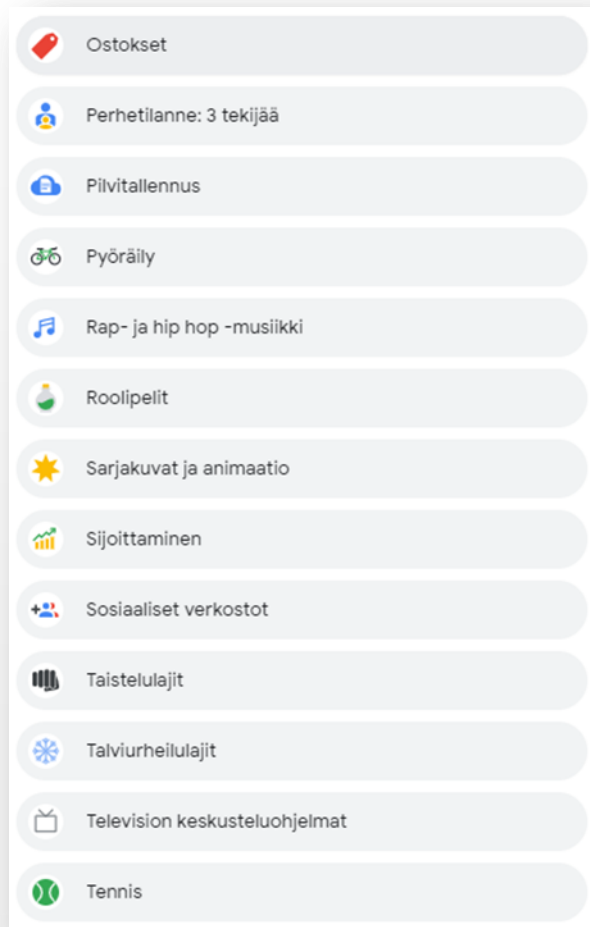 Ostokset
Perhetilanne: 3 tekijää
Pilvitallennus
Pyöräily
Rap- ja hip hop -musiikki
Roolipelit
Sarjakuvat ja animaatio
Sijoittaminen
Sosiaaliset verkostot
Taistelulajit
Talviurheilulajit
Television keskusteluohjelmat
Tennis